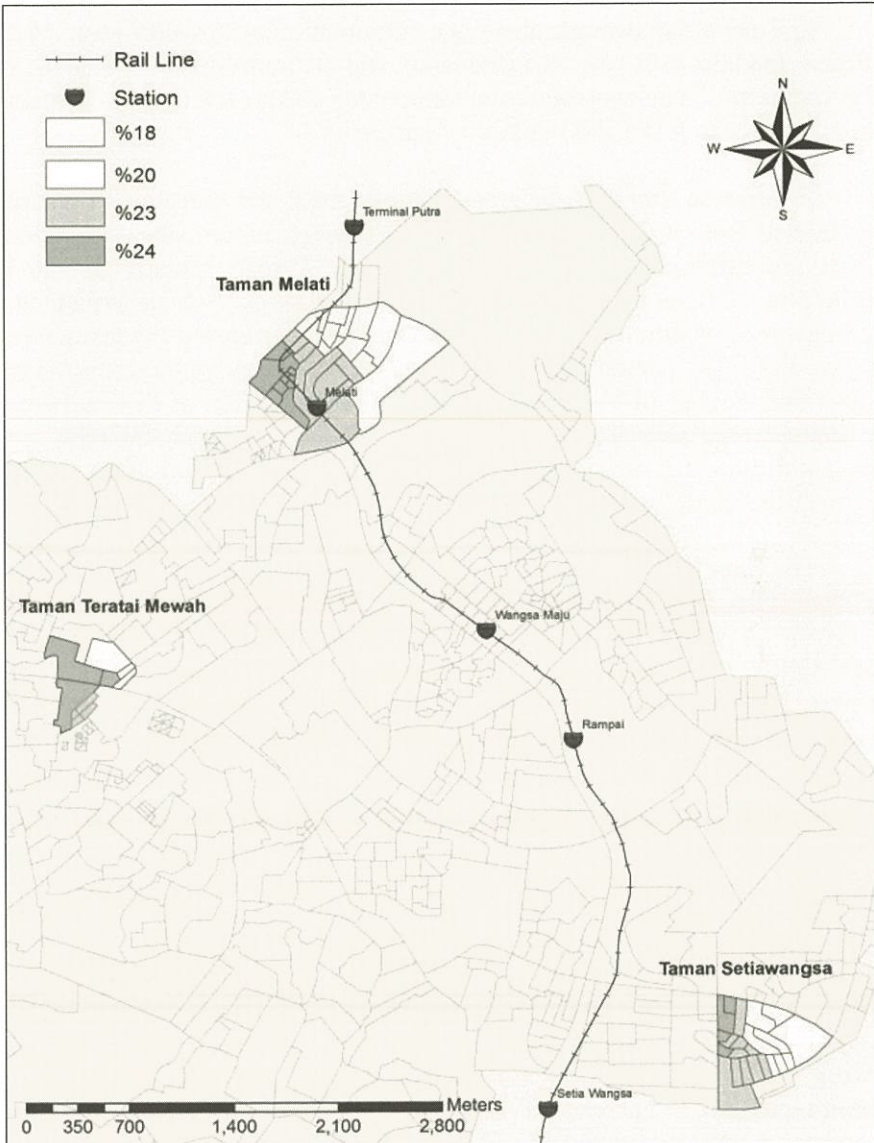 Rail Line
Station
%18
%20
%23
%24
N
W E
S
Terminal Putra
Taman Melati
Melati
Taman Teratai Mewah
Wangsa Maju
Rampai
Taman Setiawangsa
Setia Wangsa
Meters
0 350 700 1,400 2,100 2,800